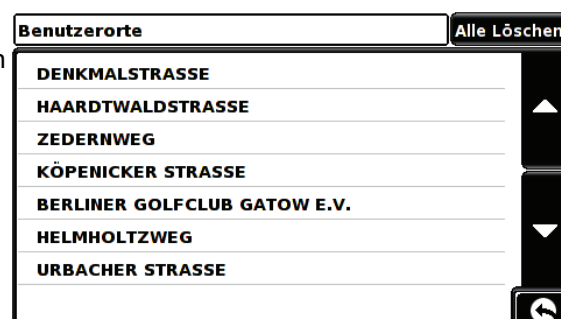 Benutzerorte
Alle Löschen
DENKMALSTRASSE
HAARDTWALDSTRASSE
ZEDERNWEG
KÖPENICKER STRASSE
BERLINER GOLFCLUB GATOW E.V.
HELMHOLTZWEG
URBACHER STRASSE